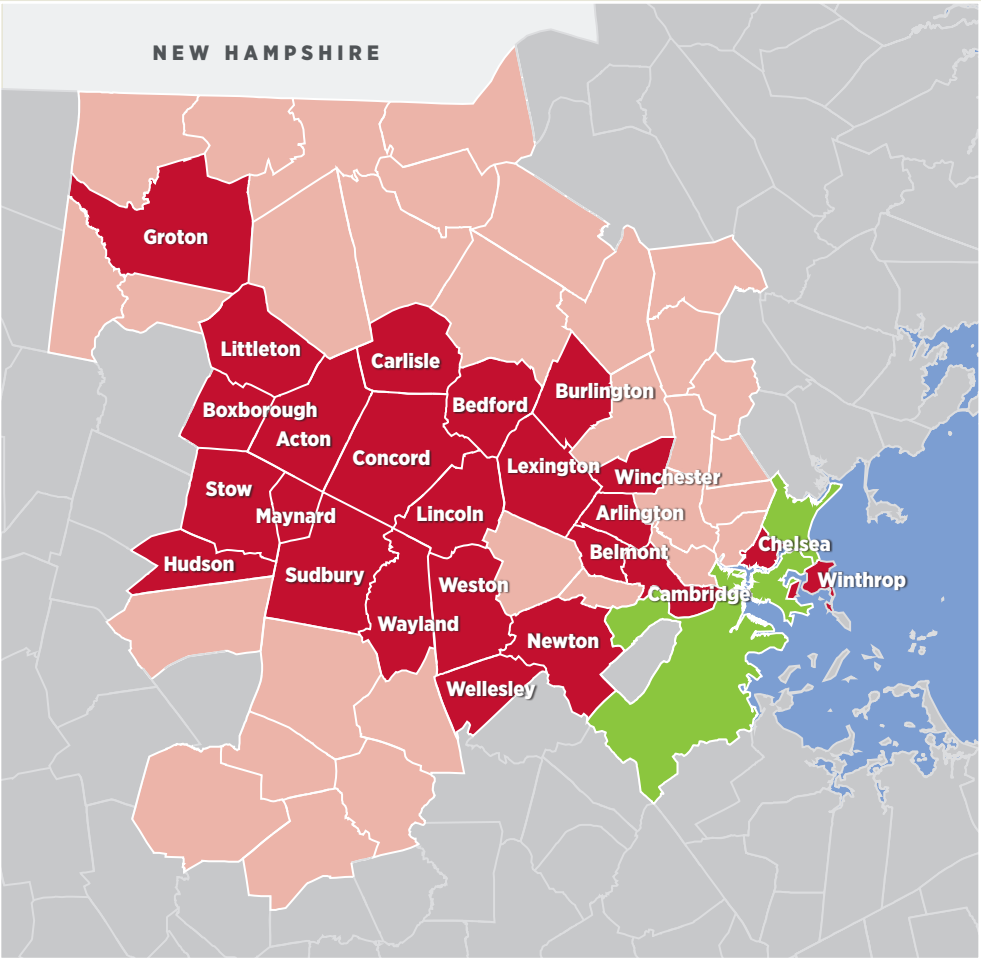 NEW HAMPSHIRE
Groton
Littleton
Carlisle
Boxborough
Bedford
Burlington
Acton
Concord
Lexington
Winchester
Stow
Maynard
Lincoln
Arlington
Hudson
Sudbury
Belmont
Chelsea
Weston
Cambridge
Winthrop
Wayland
Newton
Wellesley